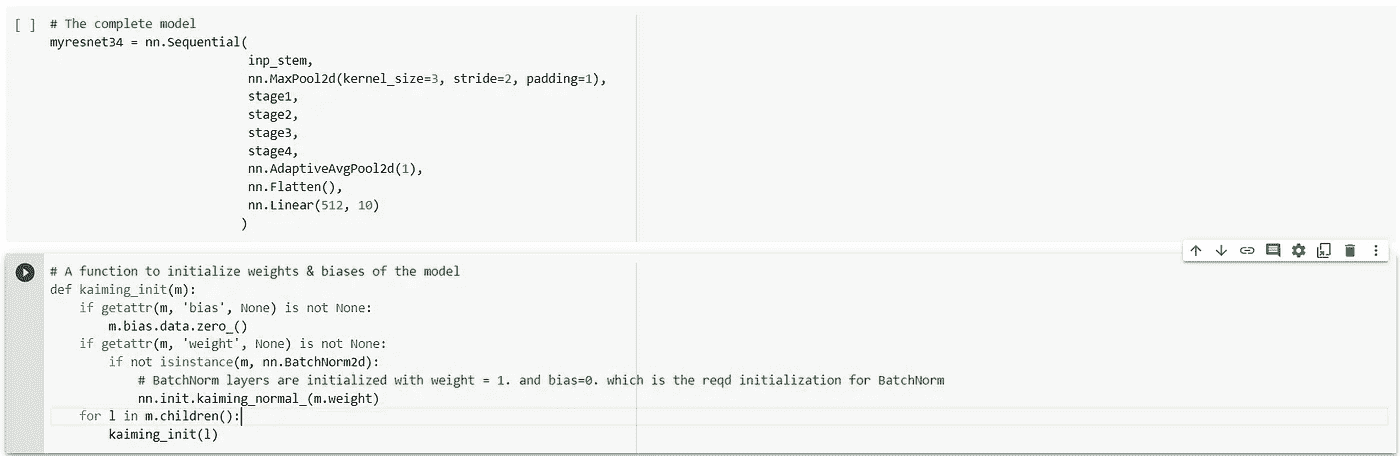 [ ] # The complete model
myresnet34 = nn.Sequential(
inp_stem,
nn.MaxPool2d(kernel_size=3, stride=2, padding=1),
stage1,
stage2,
stage3,
stage4,
nn.AdaptiveAvgPool2d(1),
nn.Flatten(),
nn.Linear(512, 10)
)
# A function to initialize weights & biases of the model
def kaiming_init(m):
    if getattr(m, 'bias', None) is not None:
        m.bias.data.zero_()
    if getattr(m, 'weight', None) is not None:
        if not isinstance(m, nn.BatchNorm2d):
            # BatchNorm layers are initialized with weight = 1. and bias=0. which is the reqd initialization for BatchNorm
            nn.init.kaiming_normal_(m.weight)
    for l in m.children():
        kaiming_init(l)